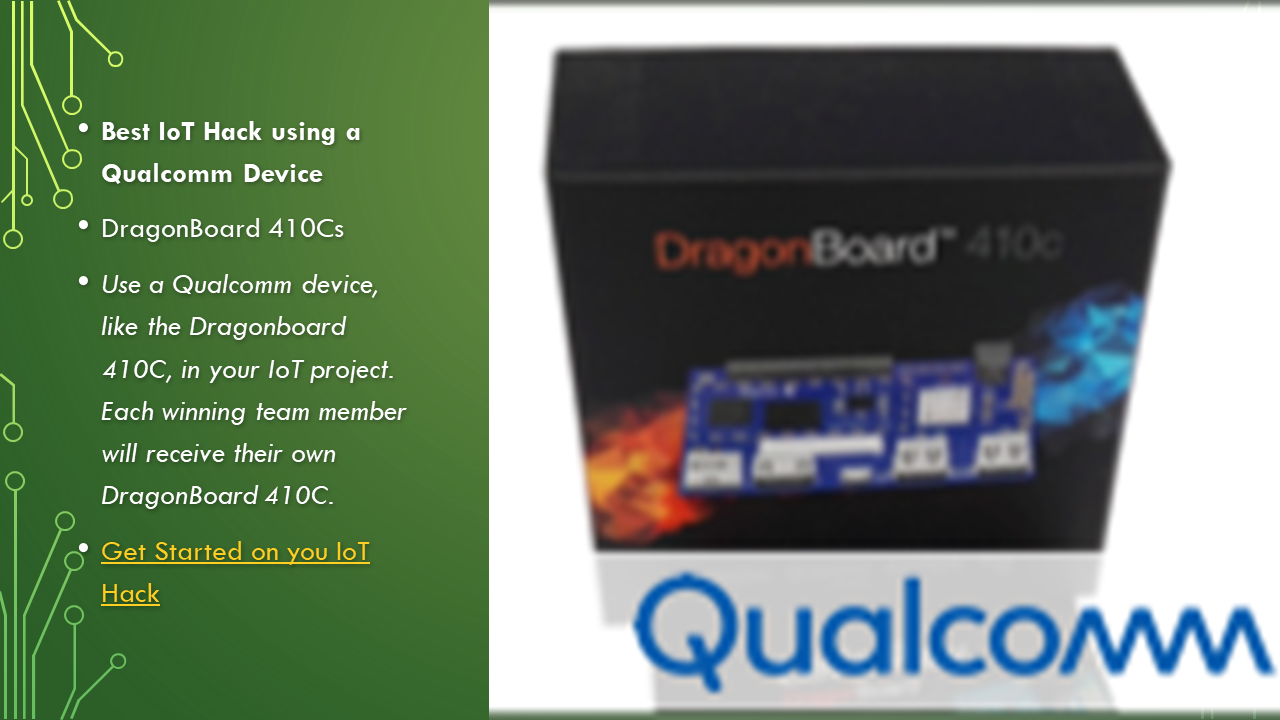 Best IoT Hack using a
Qualcomm Device
DragonBoard 410Cs
Use a Qualcomm device,
like the Dragonboard
410C, in your IoT project.
Each winning team member
will receive their own
DragonBoard 410C.
Get Started on you IoT
Hack
DragonBoard™ 410c
Qualcomm